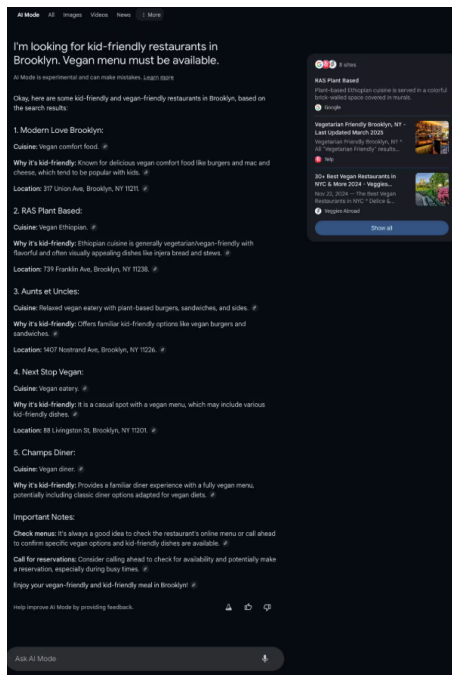 AI Mode All Images Videos News ⋮ More
I'm looking for kid-friendly restaurants in
Brooklyn. Vegan menu must be available.
AI Mode is experimental and can make mistakes. Learn more
Okay, here are some kid-friendly and vegan-friendly restaurants in Brooklyn, based on
the search results:
1. Modern Love Brooklyn:
Cuisine: Vegan comfort food.
Why it's kid-friendly: Known for delicious vegan comfort food like burgers and mac and
cheese, which tend to be popular with kids.
Location: 317 Union Ave, Brooklyn, NY 11211.
2. RAS Plant Based:
Cuisine: Vegan Ethiopian.
Why it's kid-friendly: Ethiopian cuisine is generally vegetarian/vegan-friendly with
flavorful and often visually appealing dishes like injera bread and stews.
Location: 739 Franklin Ave, Brooklyn, NY 11238.
3. Aunts et Uncles:
Cuisine: Relaxed vegan eatery with plant-based burgers, sandwiches, and sides.
Why it's kid-friendly: Offers familiar kid-friendly options like vegan burgers and
sandwiches.
Location: 1407 Nostrand Ave, Brooklyn, NY 11226.
4. Next Stop Vegan:
Cuisine: Vegan eatery.
Why it's kid-friendly: It is a casual spot with a vegan menu, which may include various
kid-friendly dishes.
Location: 88 Livingston St, Brooklyn, NY 11201.
5. Champs Diner:
Cuisine: Vegan diner.
Why it's kid-friendly: Provides a familiar diner experience with a fully vegan menu,
potentially including classic diner options adapted for vegan diets.
Important Notes:
Check menus: It's always a good idea to check the restaurant's online menu or call ahead
to confirm specific vegan options and kid-friendly dishes are available.
Call for reservations: Consider calling ahead to check for availability and potentially make
a reservation, especially during busy times.
Enjoy your vegan-friendly and kid-friendly meal in Brooklyn!
Help improve AI Mode by providing feedback.
Ask AI Mode
8 sites
RAS Plant Based
Plant-based Ethiopian cuisine is served in a colorful
brick-walled space covered in murals.
Google
Vegetarian Friendly Brooklyn, NY -
Last Updated March 2025
Vegetarian Friendly in Brooklyn, NY *
All "Vegetarian Friendly" results...
Yelp
30+ Best Vegan Restaurants in
NYC & More 2024 - Veggies...
Nov 22, 2024 — The Best Vegan
Restaurants in NYC * Delice &...
Veggies Abroad
Show all